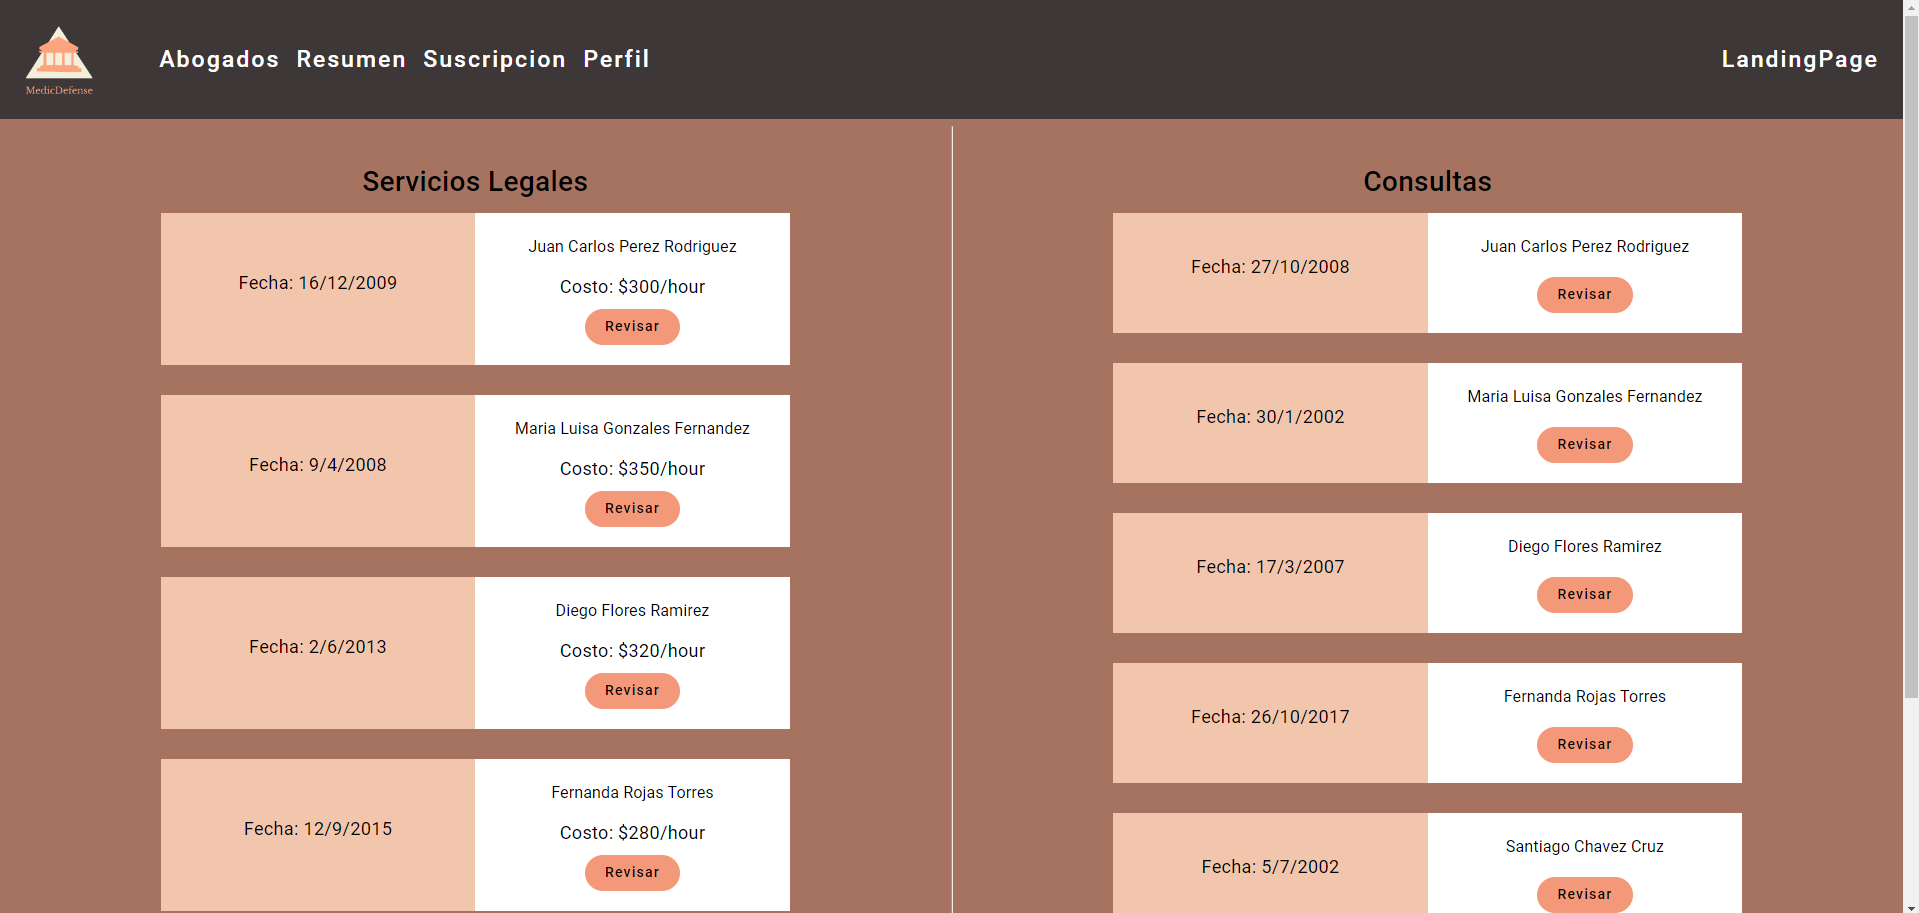 MedicDefense
Abogados Resumen Suscripcion Perfil
LandingPage
Servicios Legales
Fecha: 16/12/2009
Juan Carlos Perez Rodriguez
Costo: $300/hour
Revisar
Fecha: 9/4/2008
Maria Luisa Gonzales Fernandez
Costo: $350/hour
Revisar
Fecha: 2/6/2013
Diego Flores Ramirez
Costo: $320/hour
Revisar
Fecha: 12/9/2015
Fernanda Rojas Torres
Costo: $280/hour
Revisar
Consultas
Fecha: 27/10/2008
Juan Carlos Perez Rodriguez
Revisar
Fecha: 30/1/2002
Maria Luisa Gonzales Fernandez
Revisar
Fecha: 17/3/2007
Diego Flores Ramirez
Revisar
Fecha: 26/10/2017
Fernanda Rojas Torres
Revisar
Fecha: 5/7/2002
Santiago Chavez Cruz
Revisar